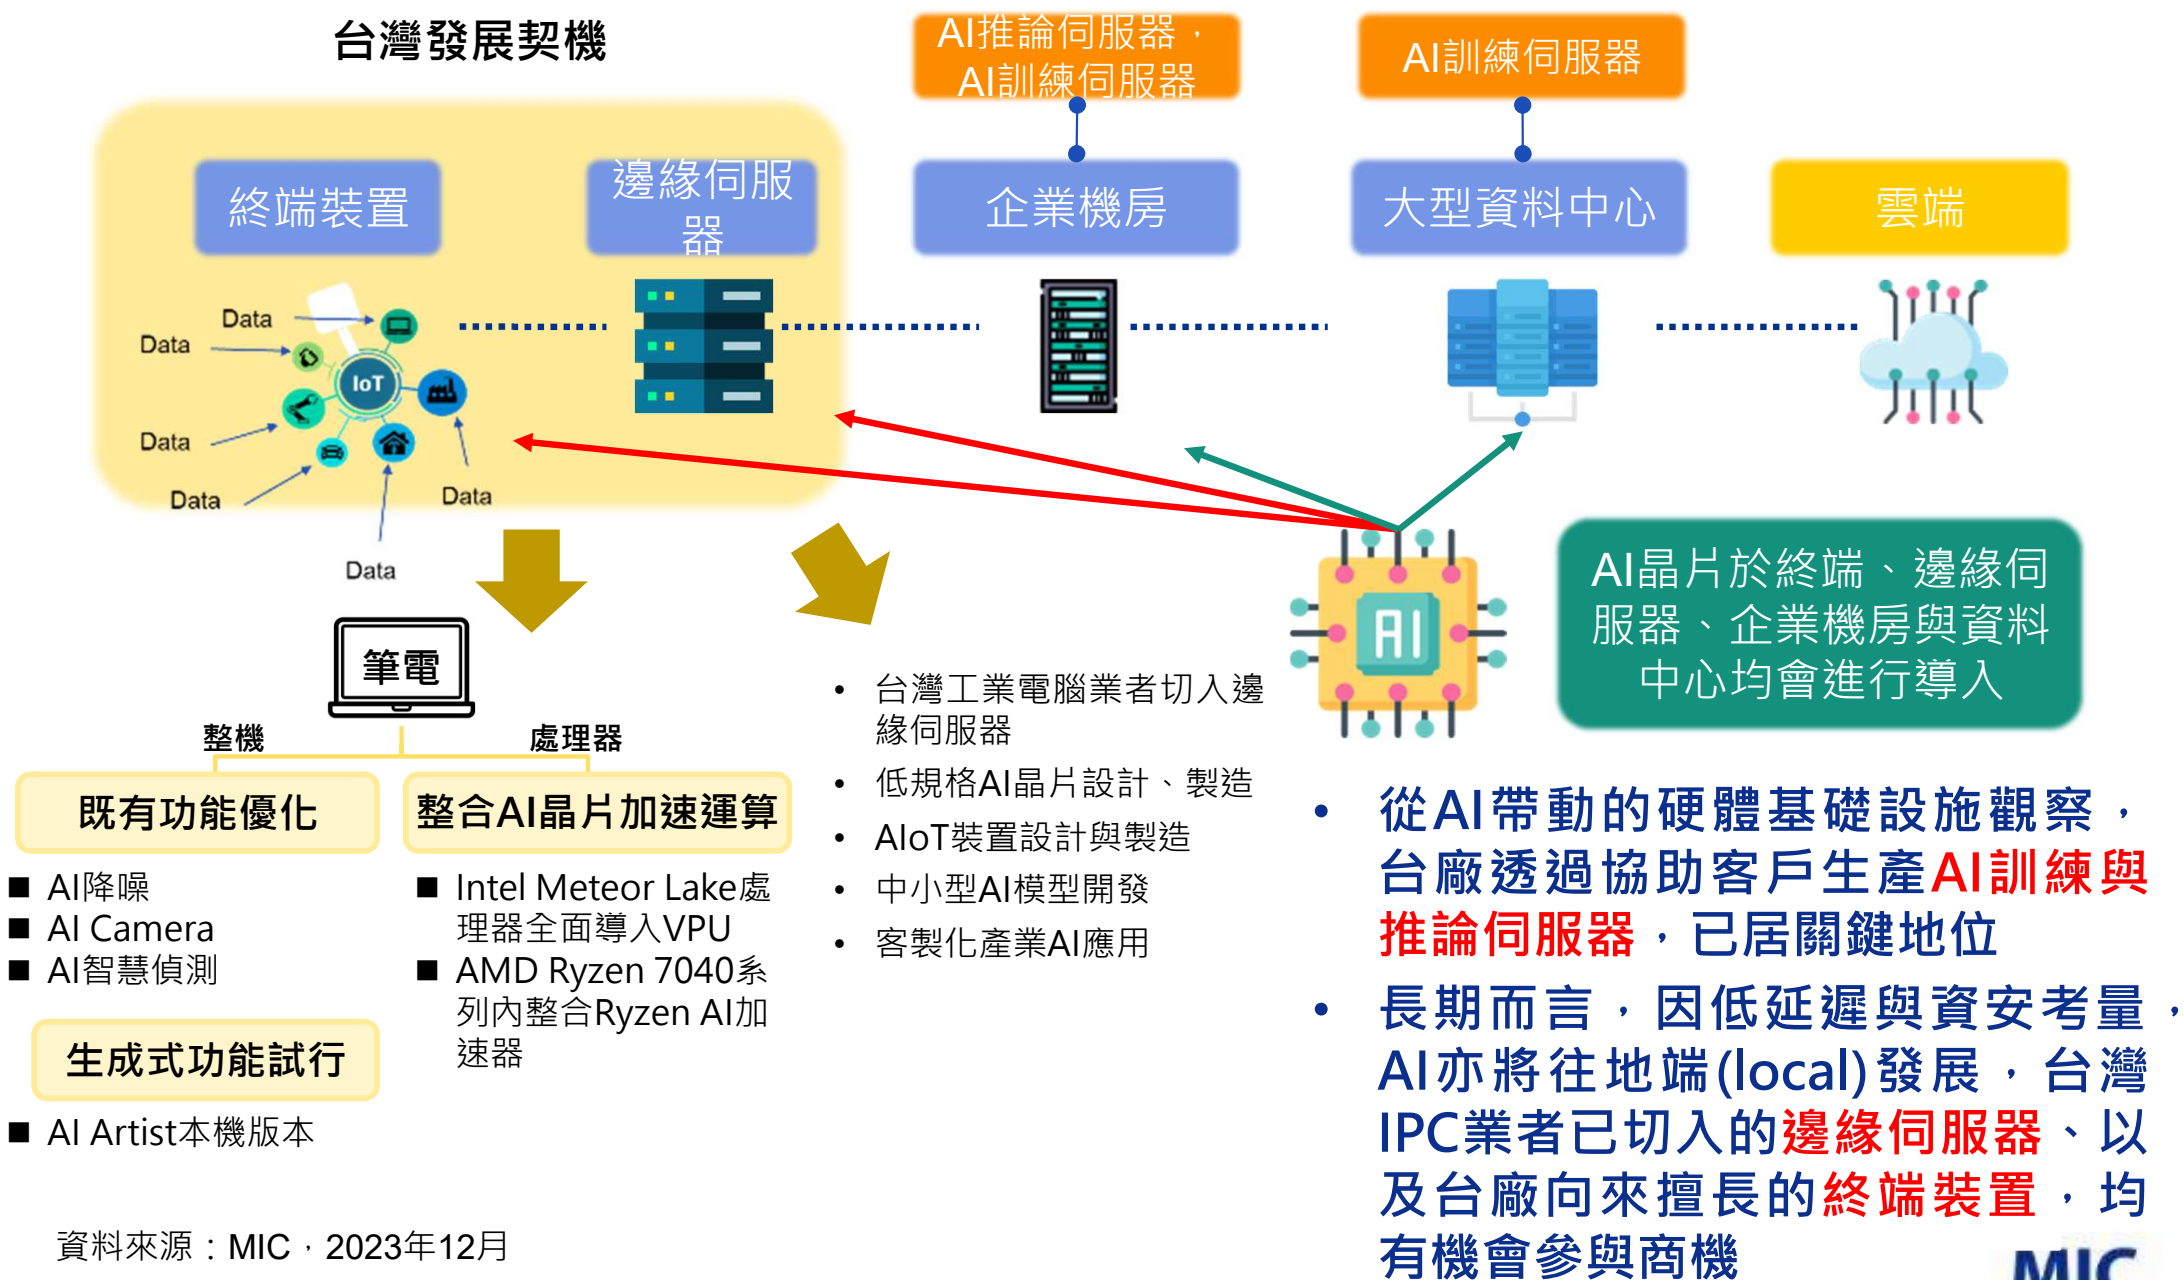 台灣發展契機
AI推論伺服器，
AI訓練伺服器
AI訓練伺服器
終端裝置
邊緣伺服
器
企業機房
大型資料中心
雲端
Data
Data
IoT
Data
Data
Data
Data
AI
AI晶片於終端、邊緣伺
服器、企業機房與資料
中心均會進行導入
筆電
整機
處理器
既有功能優化
整合AI晶片加速運算
■ AI降噪
■ AI Camera
■ AI智慧偵測
■ Intel Meteor Lake處
理器全面導入VPU
■ AMD Ryzen 7040系
列內整合Ryzen AI加
速器
生成式功能試行
■ AI Artist本機版本
• 台灣工業電腦業者切入邊
緣伺服器
• 低規格AI晶片設計、製造
• AIoT裝置設計與製造
• 中小型AI模型開發
• 客製化產業AI應用
• 從AI帶動的硬體基礎設施觀察，
台廠透過協助客戶生產AI訓練與
推論伺服器，已居關鍵地位
• 長期而言，因低延遲與資安考量，
AI亦將往地端(local)發展，台灣
IPC業者已切入的邊緣伺服器、以
及台廠向來擅長的終端裝置，均
有機會參與商機
資料來源：MIC，2023年12月
MIC